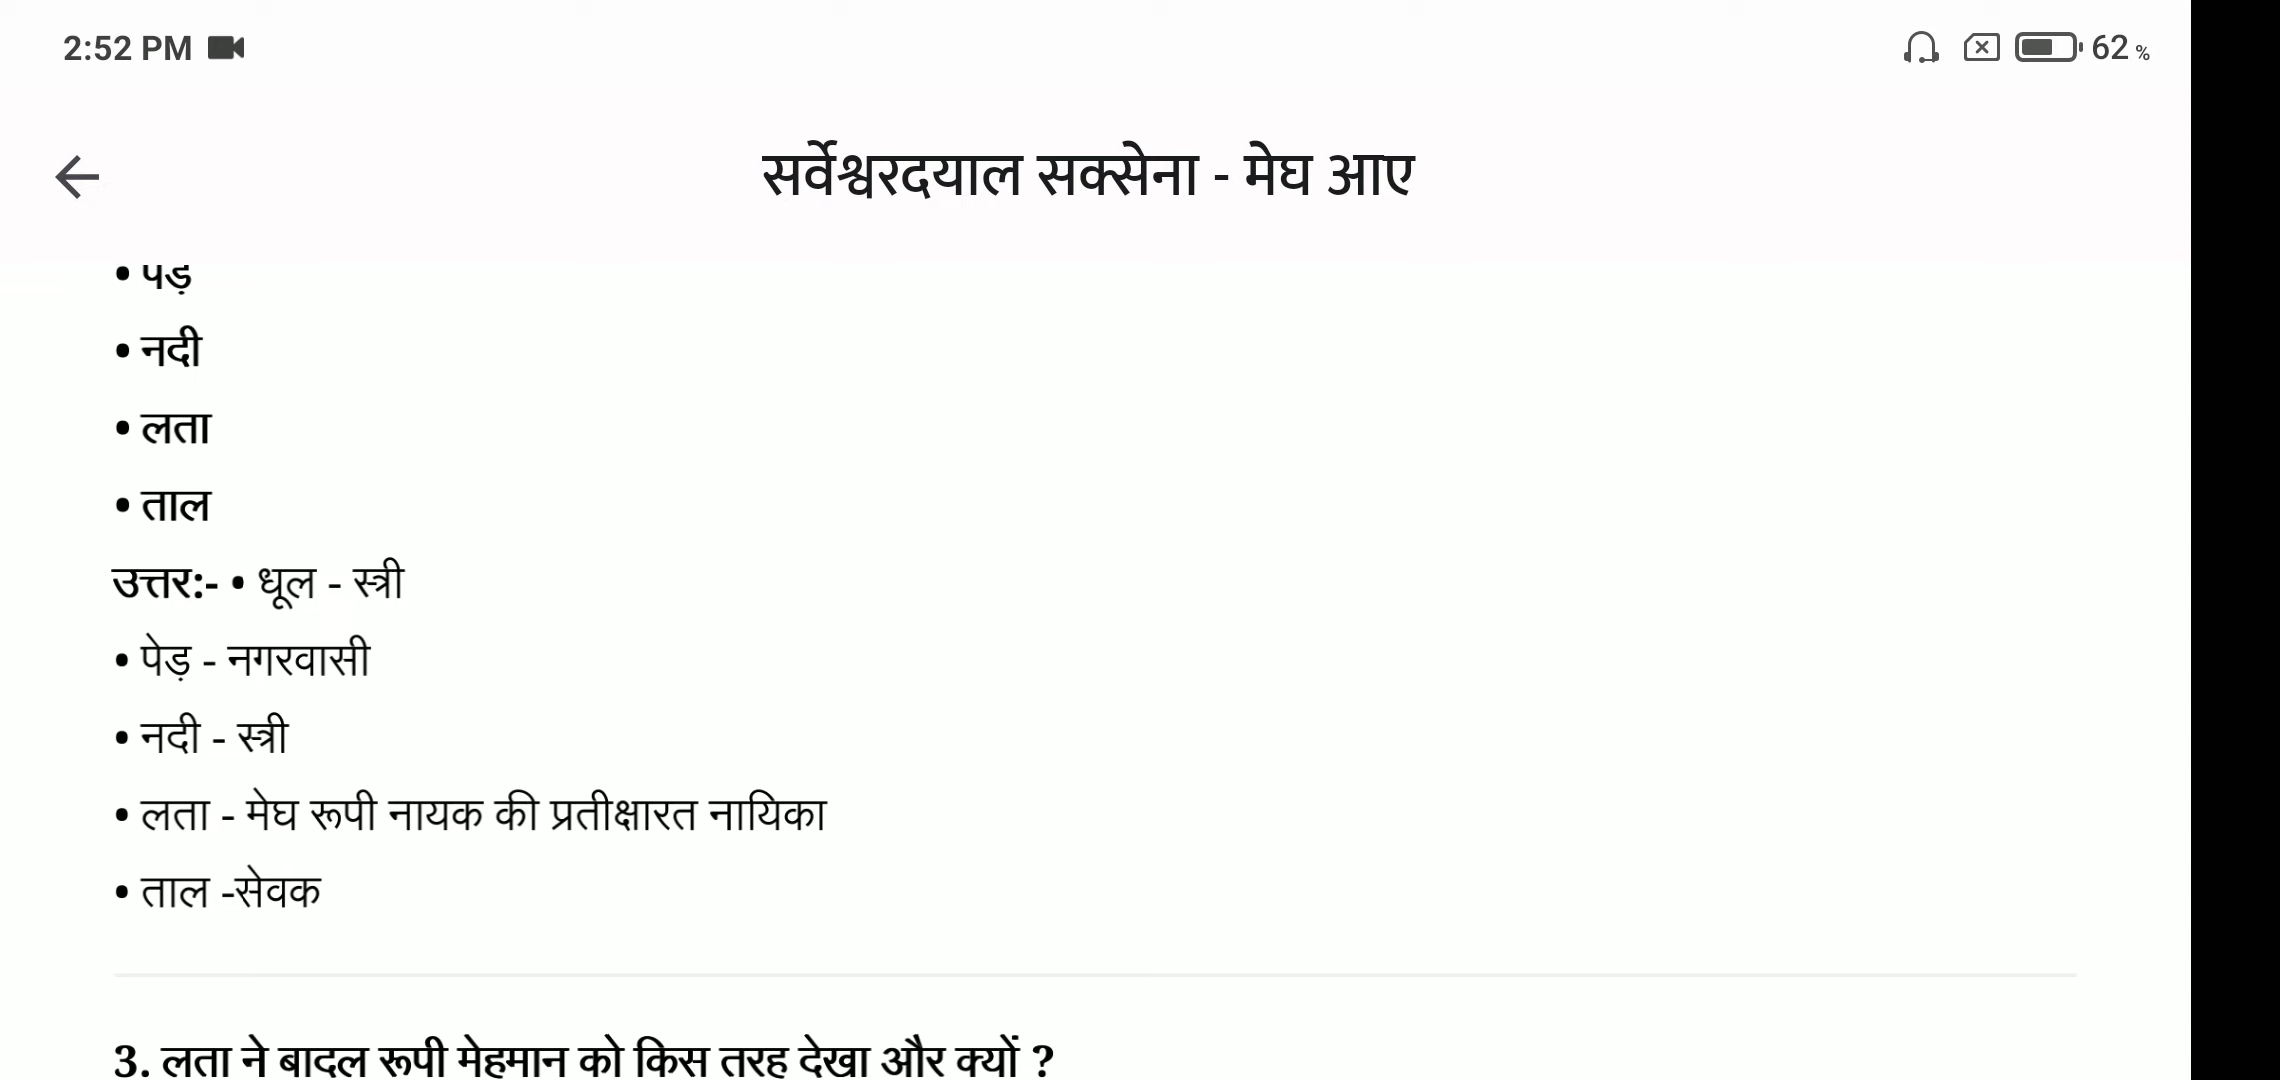 2:52 PM 62 %
सर्वेश्वरदयाल सक्सेना - मेघ आए
• पेड़
• नदी
• लता
• ताल
उत्तर:- • धूल - स्त्री
• पेड़ - नगरवासी
• नदी - स्त्री
• लता - मेघ रूपी नायक की प्रतीक्षारत नायिका
• ताल -सेवक
3. लता ने बादल रूपी मेहमान को किस तरह देखा और क्यों ?